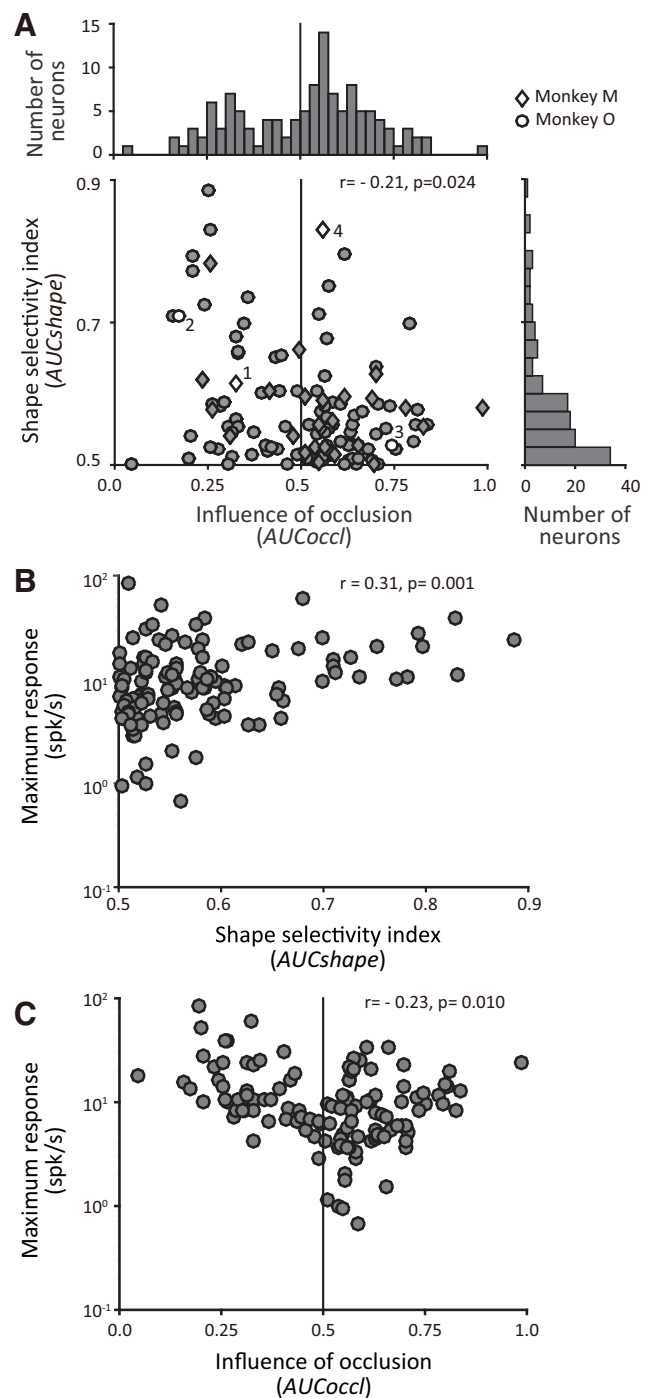 A
15
10
5
0
Number of
neurons
Monkey M
Monkey O
0.9
0.7
0.5
Shape selectivity index
(AUCshape)
r= - 0.21, p=0.024
4
2
1
3
0.0
0.25
0.5
0.75
1.0
Influence of occlusion
(AUCoccl)
0
20
40
Number of
neurons
B
10²
10¹
10⁰
10⁻¹
Maximum response
(spk/s)
r = 0.31, p= 0.001
0.5
0.6
0.7
0.8
0.9
Shape selectivity index
(AUCshape)
C
10²
10¹
10⁰
10⁻¹
Maximum response
(spk/s)
r= - 0.23, p= 0.010
0.0
0.25
0.5
0.75
1.0
Influence of occlusion
(AUCoccl)